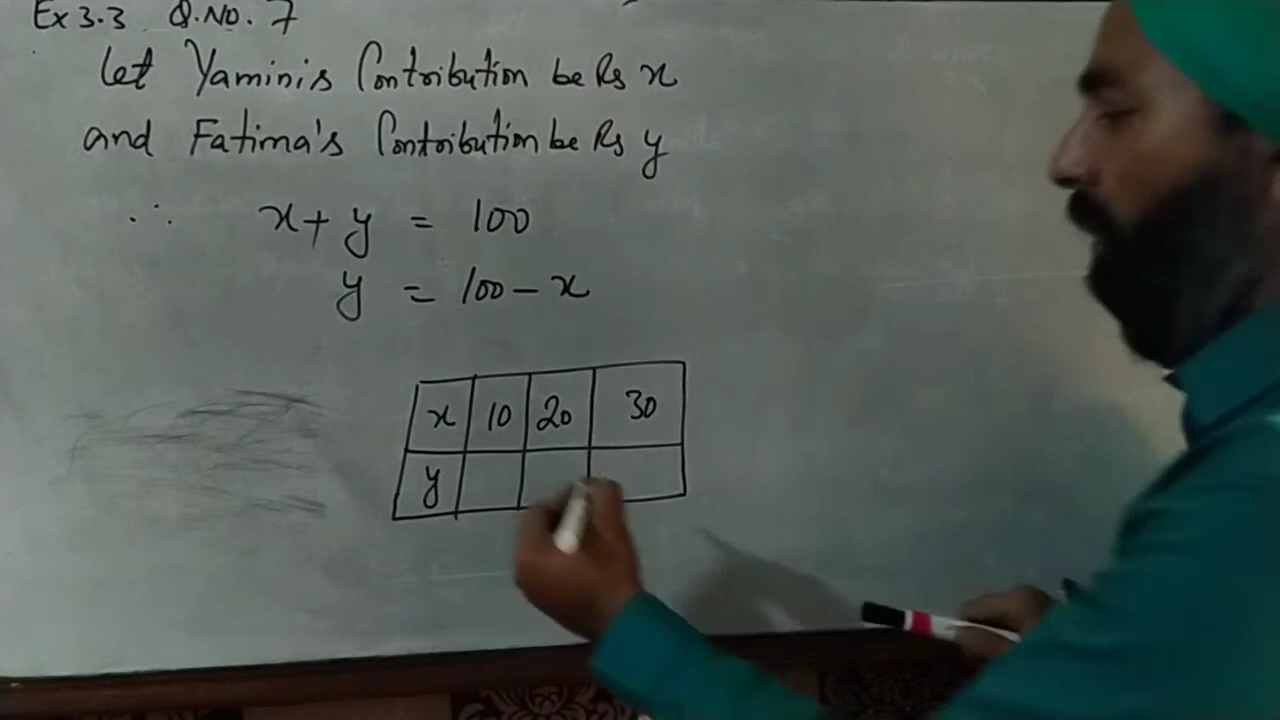 Ex 3.3 Q.No. 7
Let Yaminis Contribution be Rs x
and Fatima's Contribution be Rs y
∴ x + y = 100
y = 100 - x
x 10 20 30
y